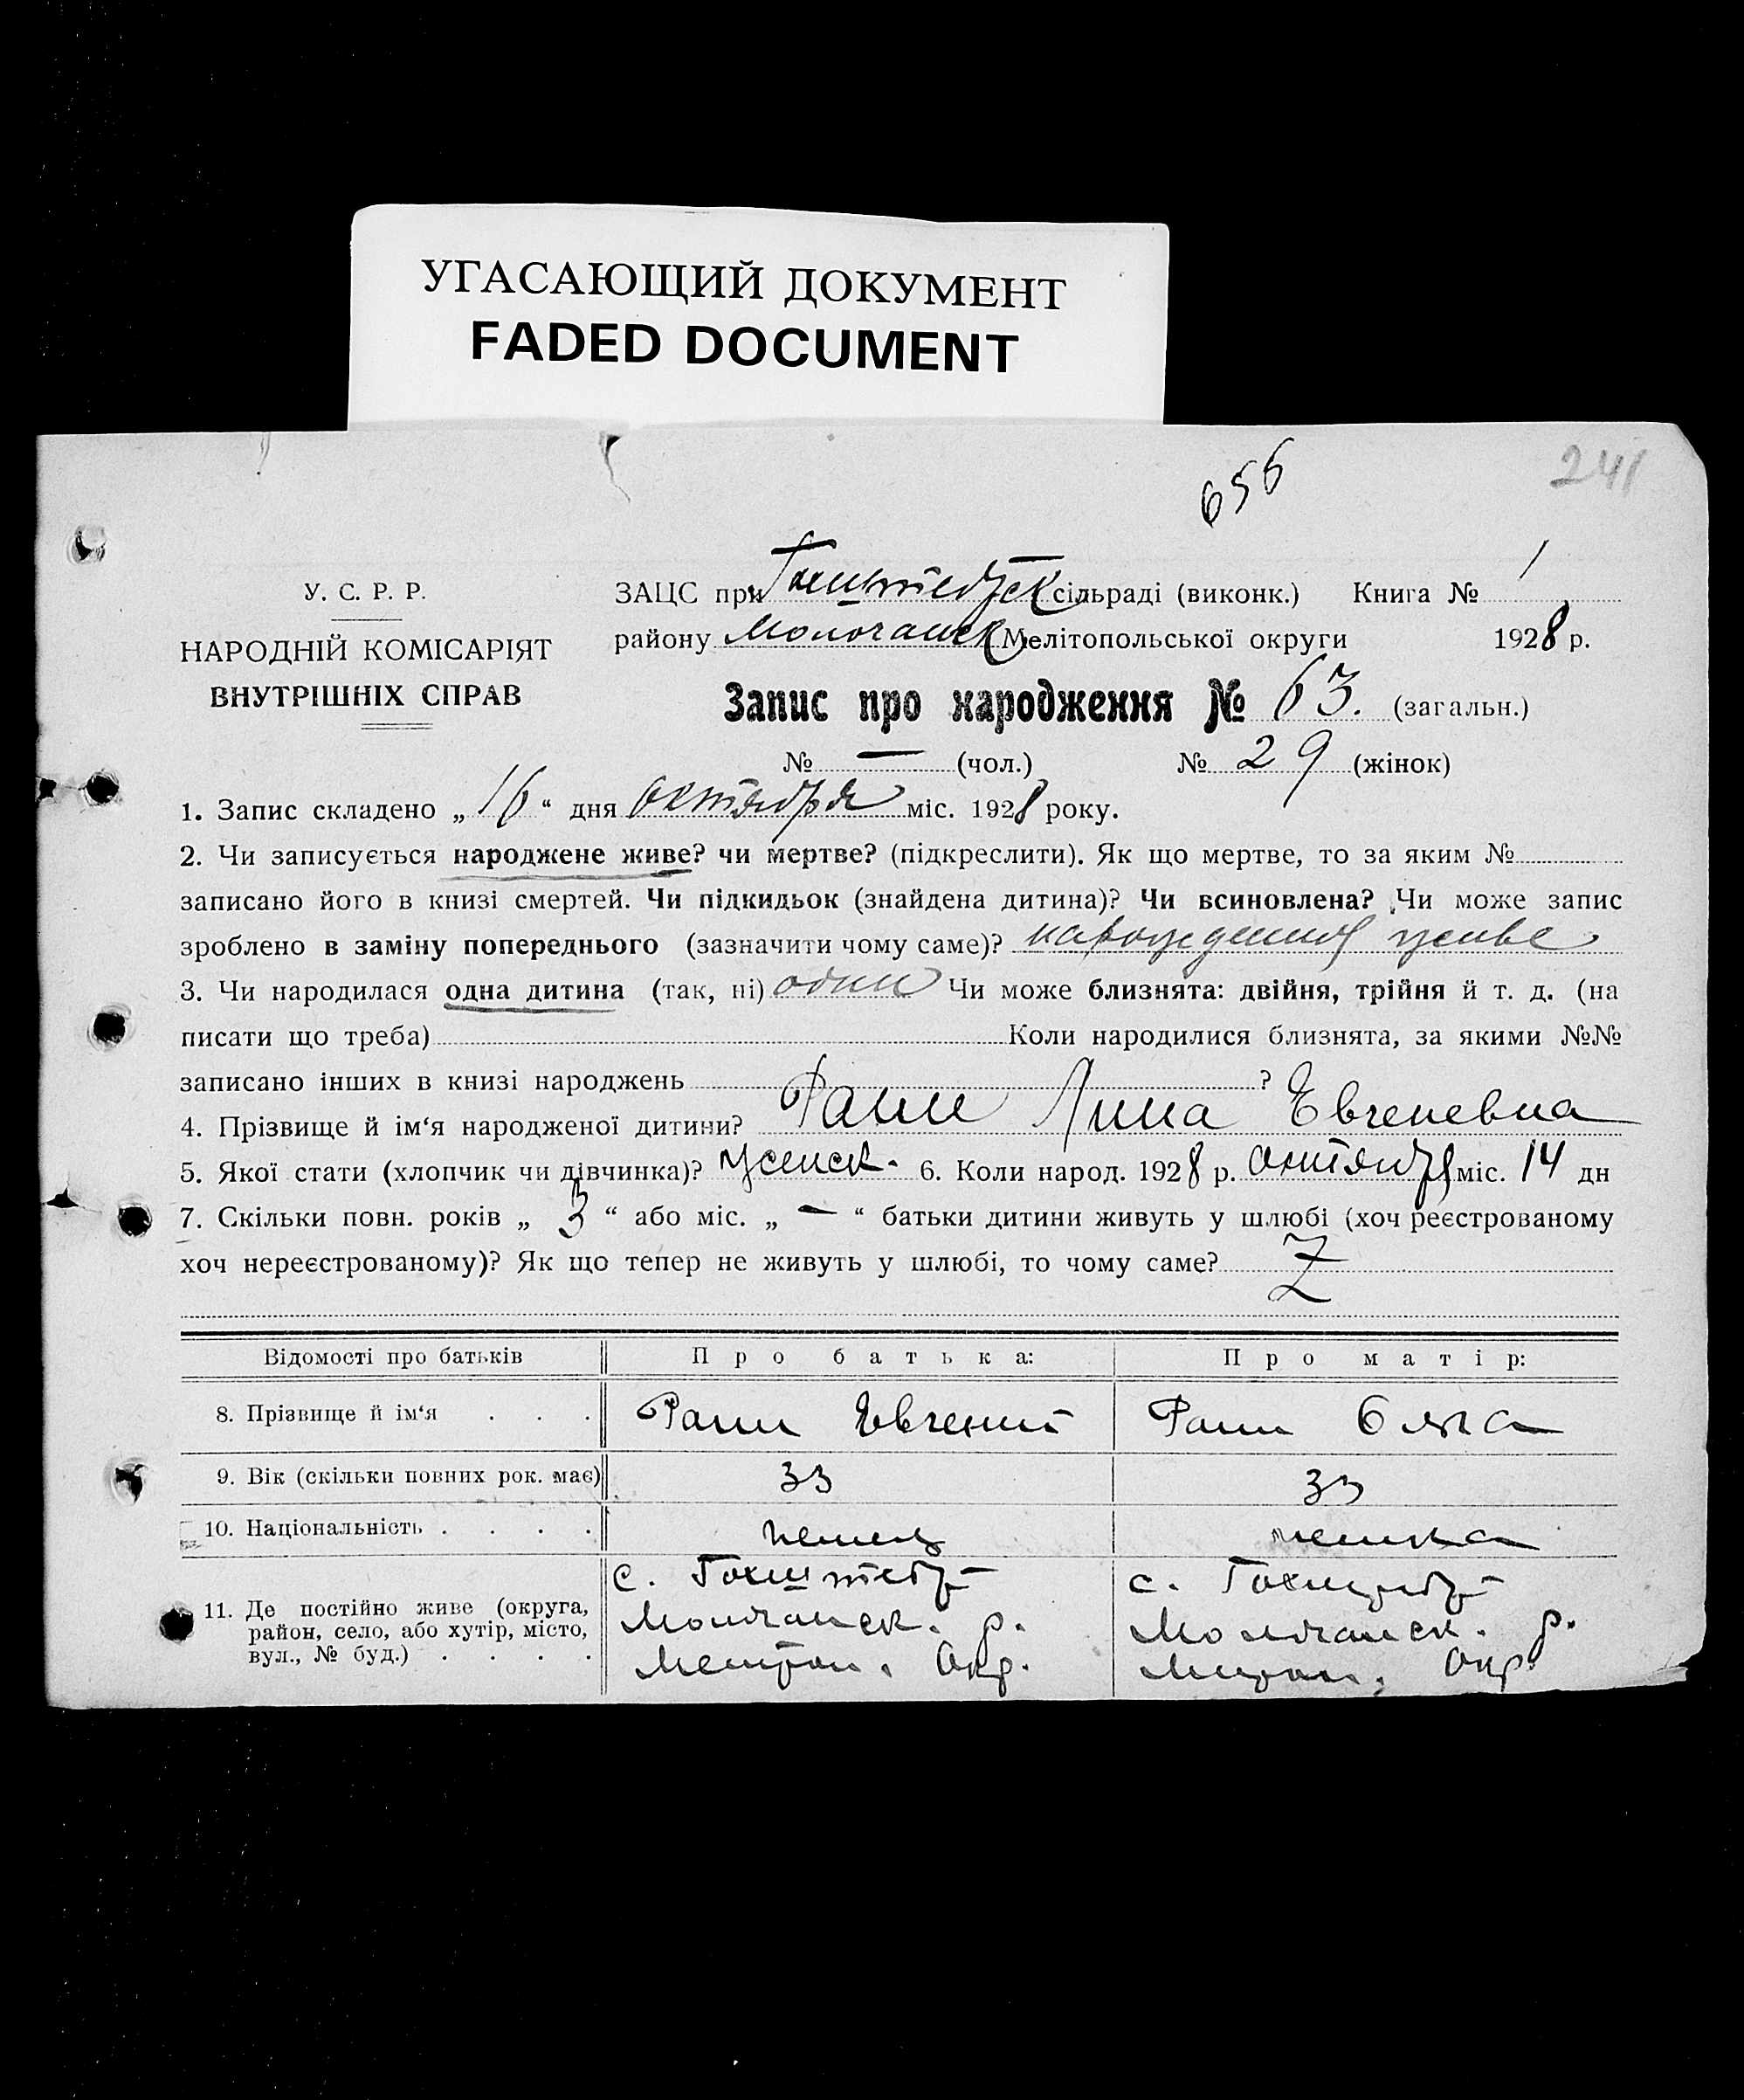 УГАСАЮЩИЙ ДОКУМЕНТ
FADED DOCUMENT
656
241
У. С. Р. Р.
НАРОДНІЙ КОМІСАРІЯТ
ВНУТРІШНІХ СПРАВ
ЗАЦС при Гохштедтск сільраді (виконк.) Книга № 1
району Молочанск Мелітопольської округи 1928 р.
Запис про народження № 63. (загальн.)
№ — (чол.) № 29 (жінок)
1. Запис складено „ 16 “ дня октября міс. 1928 року.
2. Чи записується народжене живе? чи мертве? (підкреслити). Як що мертве, то за яким №
записано його в книзі смертей. Чи підкидьок (знайдена дитина)? Чи всиновлена? Чи може запис
зроблено в заміну попереднього (зазначити чому саме)?
3. Чи народилася одна дитина (так, ні) один Чи може близнята: двійня, трійня й т. д. (на
писати що треба) Коли народилися близнята, за якими №№
записано інших в книзі народжень ?
4. Прізвище й ім‘я народженої дитини? Анна Евгеневна
5. Якої стати (хлопчик чи дівчинка)? женск. 6. Коли народ. 1928 р. октября міс. 14 дн
7. Скільки повн. років „ 3 “ або міс. „ — “ батьки дитини живуть у шлюбі (хоч реєстрованому
хоч нереєстрованому)? Як що тепер не живуть у шлюбі, то чому саме?
Відомості про батьків Про батька: Про матір:
8. Прізвище й ім‘я . . . Евгений
9. Вік (скільки повних рок. має) 33 33
10. Національність . . . . немец немка
11. Де постійно живе (округа,
район, село, або хутір, місто,
вул., № буд.) . . . .
с. Гохштедт
Молочанск. р.
Мелитоп. Окр.
с. Гохштедт
Молочанск. р.
Мелитоп. Окр.